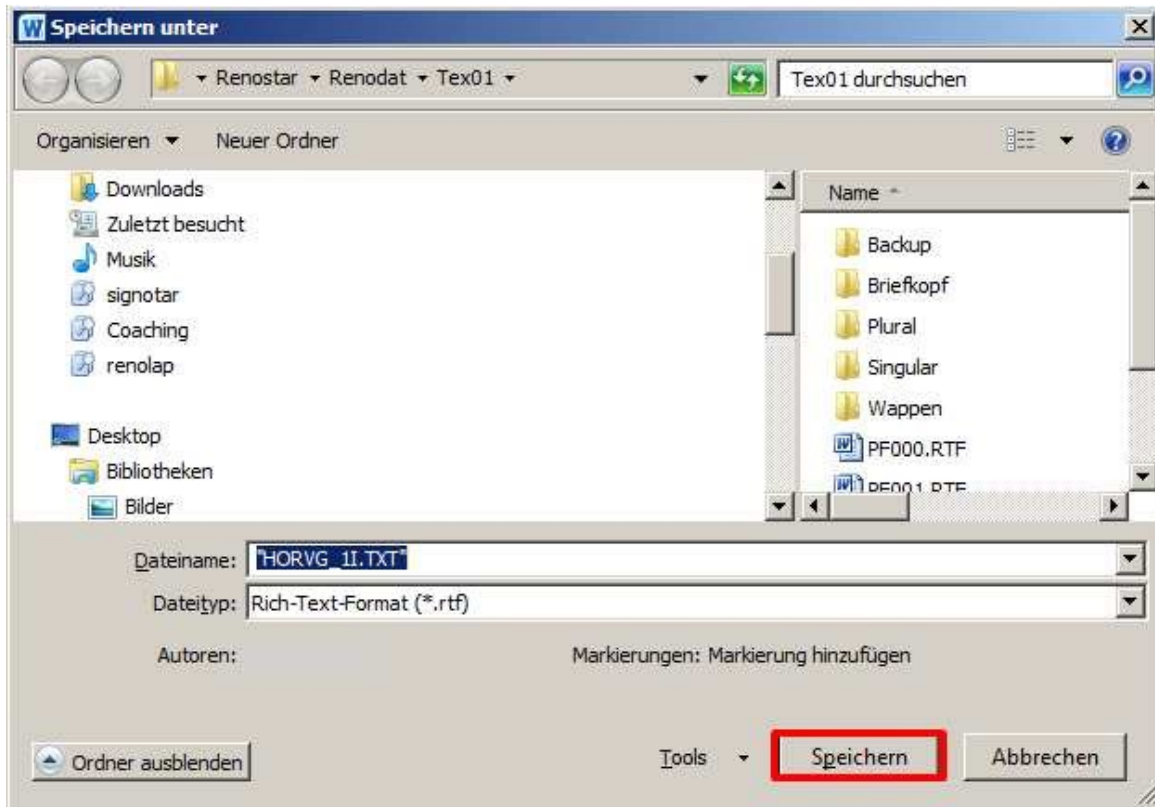 Speichern unter
Renostar Renodat Tex01
Tex01 durchsuchen
Organisieren
Neuer Ordner
Downloads
Zuletzt besucht
Musik
signotar
Coaching
renolap
Desktop
Bibliotheken
Bilder
Name
Backup
Briefkopf
Plural
Singular
Wappen
PF000.RTF
PF001.RTF
Dateiname: "HORVG_1I.TXT"
Dateityp: Rich-Text-Format (*.rtf)
Autoren:
Markierungen: Markierung hinzufügen
Ordner ausblenden
Tools
Speichern
Abbrechen